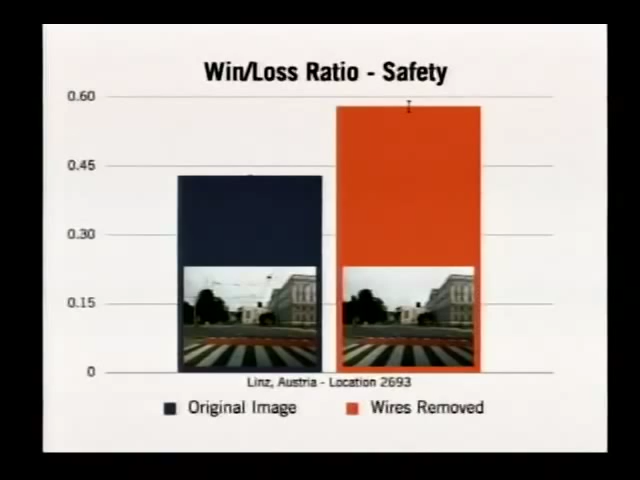 Win/Loss Ratio - Safety
0.60
0.45
0.30
0.15
0
Linz, Austria - Location 2693
Original Image
Wires Removed